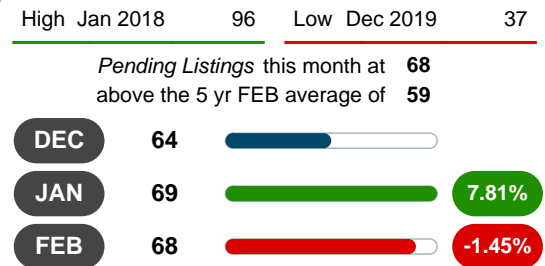 High Jan 2018 96 Low Dec 2019 37
Pending Listings this month at 68
above the 5 yr FEB average of 59
DEC 64
JAN 69 7.81%
FEB 68 -1.45%